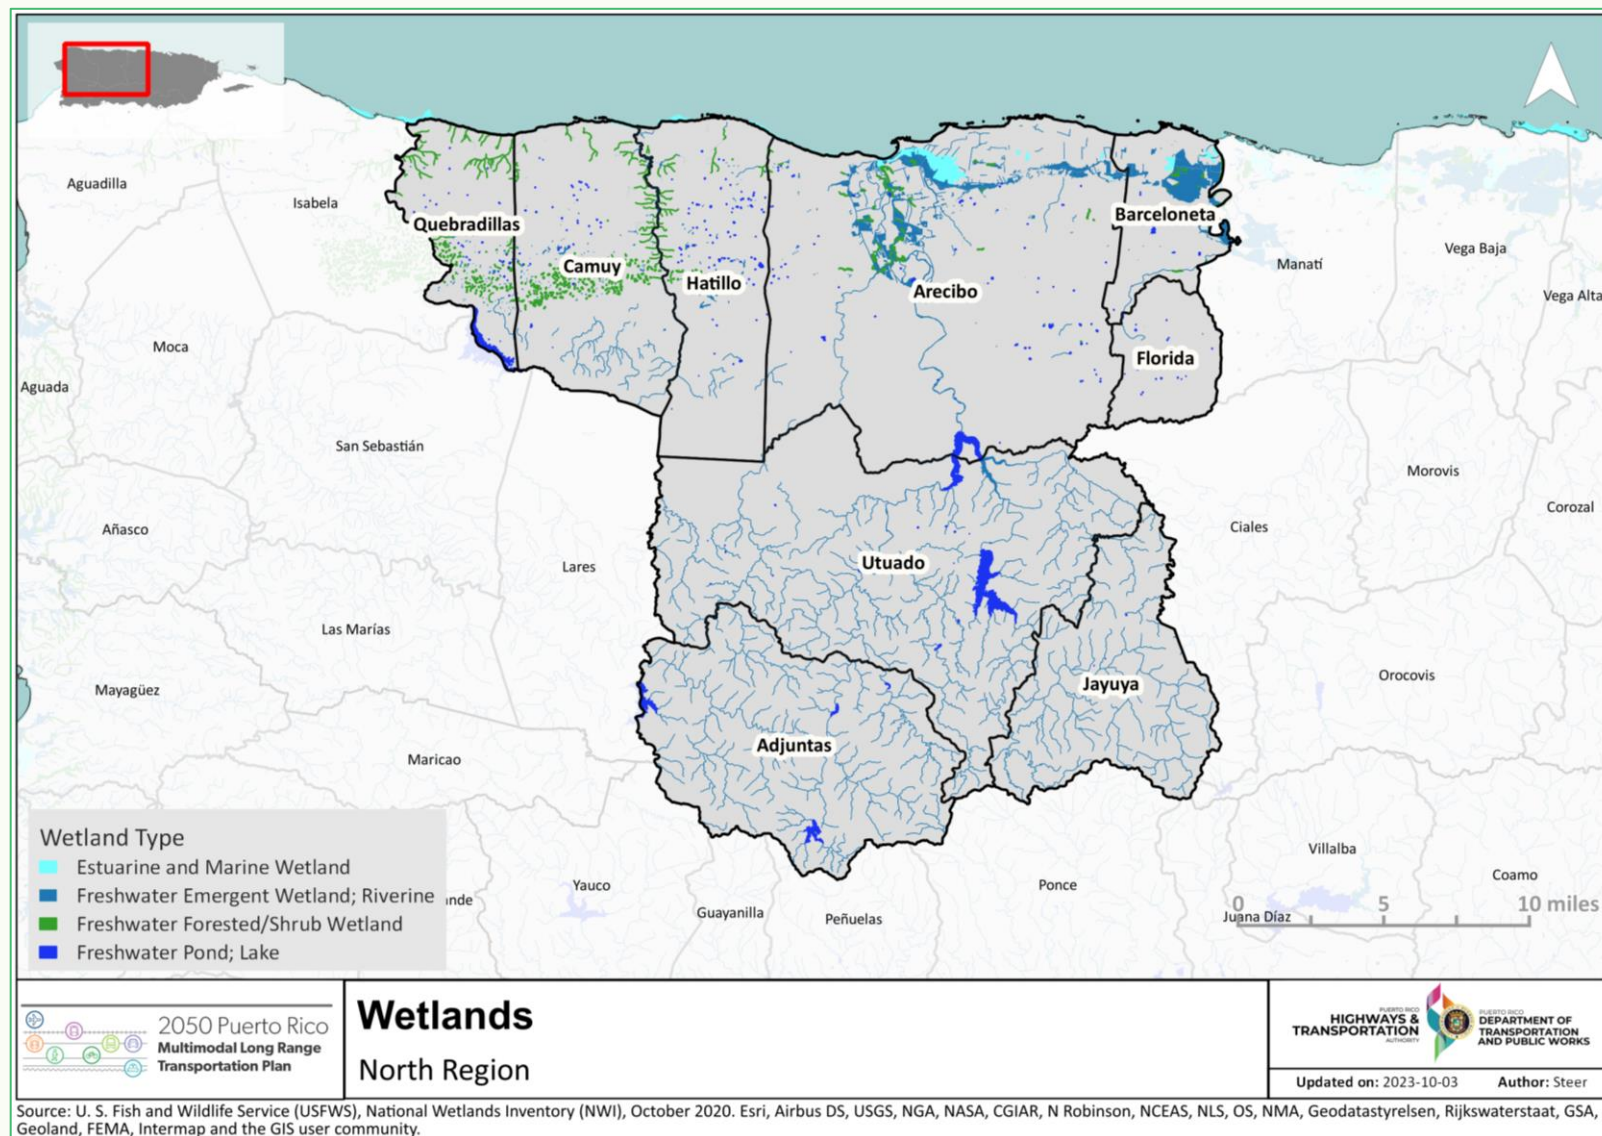 Aguadilla
Isabela
Quebradillas
Camuy
Hatillo
Arecibo
Barceloneta
Manatí
Vega Baja
Vega Alta
Florida
Moca
Aguada
San Sebastián
Morovis
Corozal
Añasco
Ciales
Lares
Utuado
Las Marías
Mayagüez
Jayuya
Orocovis
Adjuntas
Maricao
Villalba
Coamo
Yauco
Guayanilla
Peñuelas
Ponce
Juana Díaz
nde
0 5 10 miles
Wetland Type
Estuarine and Marine Wetland
Freshwater Emergent Wetland; Riverine
Freshwater Forested/Shrub Wetland
Freshwater Pond; Lake
2050 Puerto Rico
Multimodal Long Range
Transportation Plan
Wetlands
North Region
PUERTO RICO
HIGHWAYS &
TRANSPORTATION
AUTHORITY
PUERTO RICO
DEPARTMENT OF
TRANSPORTATION
AND PUBLIC WORKS
Updated on: 2023-10-03 Author: Steer
Source: U. S. Fish and Wildlife Service (USFWS), National Wetlands Inventory (NWI), October 2020. Esri, Airbus DS, USGS, NGA, NASA, CGIAR, N Robinson, NCEAS, NLS, OS, NMA, Geodatastyrelsen, Rijkswaterstaat, GSA,
Geoland, FEMA, Intermap and the GIS user community.